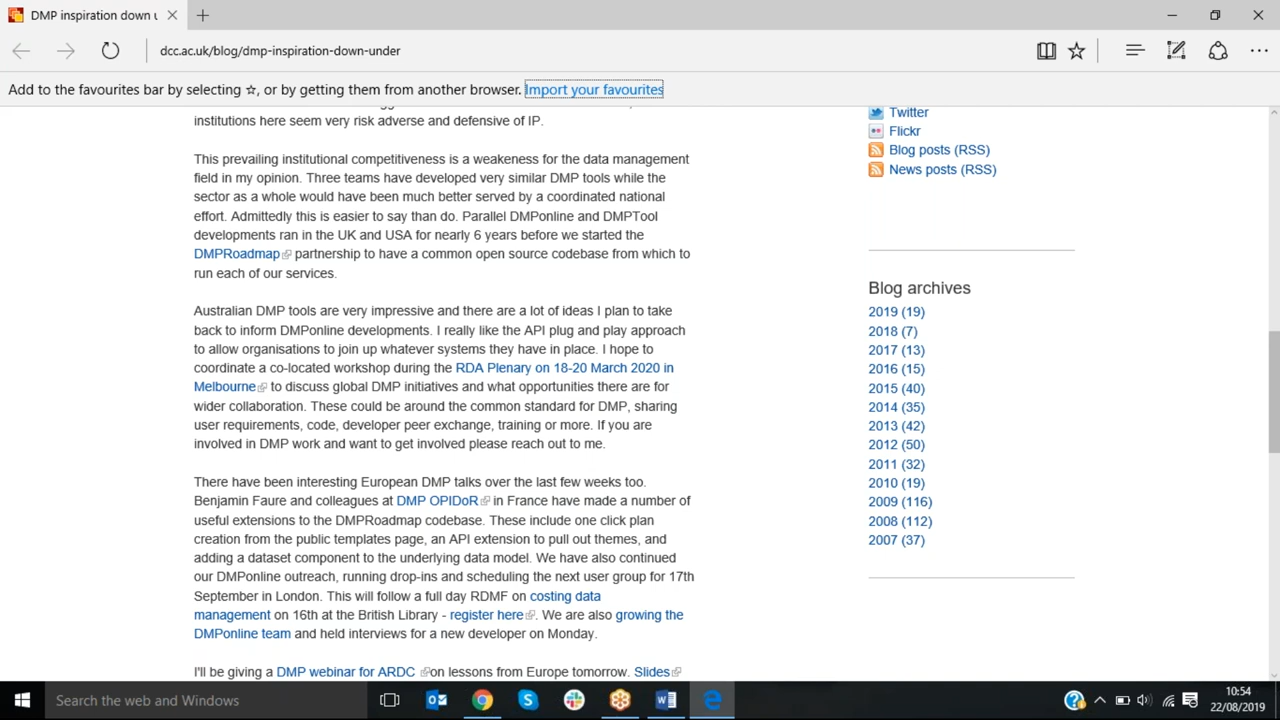 DMP inspiration down u
dcc.ac.uk/blog/dmp-inspiration-down-under
Add to the favourites bar by selecting ☆, or by getting them from another browser. Import your favourites
institutions here seem very risk adverse and defensive of IP.
This prevailing institutional competitiveness is a weakeness for the data management
field in my opinion. Three teams have developed very similar DMP tools while the
sector as a whole would have been much better served by a coordinated national
effort. Admittedly this is easier to say than do. Parallel DMPonline and DMPTool
developments ran in the UK and USA for nearly 6 years before we started the
DMPRoadmap partnership to have a common open source codebase from which to
run each of our services.
Australian DMP tools are very impressive and there are a lot of ideas I plan to take
back to inform DMPonline developments. I really like the API plug and play approach
to allow organisations to join up whatever systems they have in place. I hope to
coordinate a co-located workshop during the RDA Plenary on 18-20 March 2020 in
Melbourne to discuss global DMP initiatives and what opportunities there are for
wider collaboration. These could be around the common standard for DMP, sharing
user requirements, code, developer peer exchange, training or more. If you are
involved in DMP work and want to get involved please reach out to me.
There have been interesting European DMP talks over the last few weeks too.
Benjamin Faure and colleagues at DMP OPIDoR in France have made a number of
useful extensions to the DMPRoadmap codebase. These include one click plan
creation from the public templates page, an API extension to pull out themes, and
adding a dataset component to the underlying data model. We have also continued
our DMPonline outreach, running drop-ins and scheduling the next user group for 17th
September in London. This will follow a full day RDMF on costing data
management on 16th at the British Library - register here. We are also growing the
DMPonline team and held interviews for a new developer on Monday.
I'll be giving a DMP webinar for ARDC on lessons from Europe tomorrow. Slides
Twitter
Flickr
Blog posts (RSS)
News posts (RSS)
Blog archives
2019 (19)
2018 (7)
2017 (13)
2016 (15)
2015 (40)
2014 (35)
2013 (42)
2012 (50)
2011 (32)
2010 (19)
2009 (116)
2008 (112)
2007 (37)
Search the web and Windows
10:54
22/08/2019